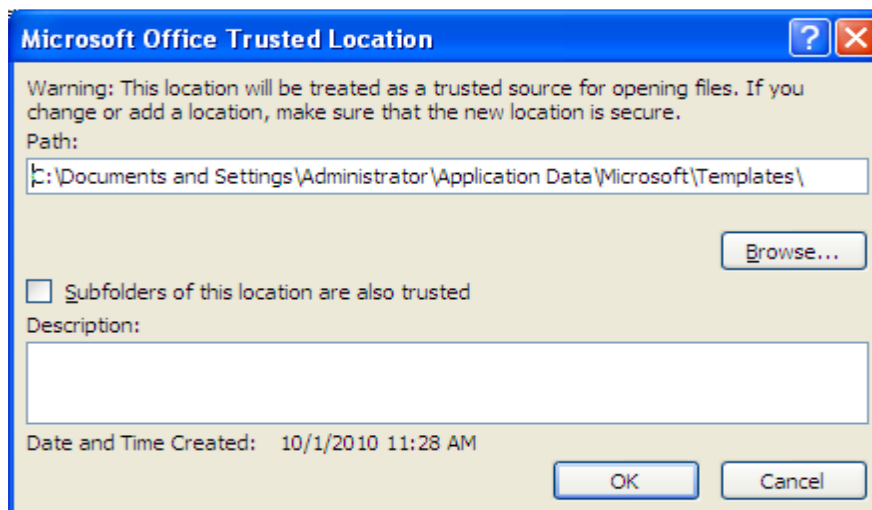 Microsoft Office Trusted Location
Warning: This location will be treated as a trusted source for opening files. If you
change or add a location, make sure that the new location is secure.
Path:
C:\Documents and Settings\Administrator\Application Data\Microsoft\Templates\
Browse...
Subfolders of this location are also trusted
Description:
Date and Time Created: 10/1/2010 11:28 AM
OK Cancel